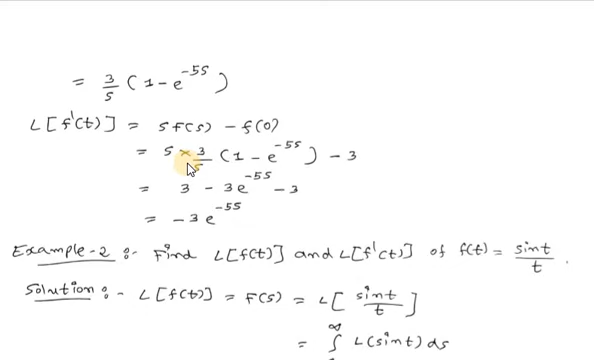 = 3/s (1 - e^-5s)
L[f'(t)] = s f(s) - f(0)
= s × 3/s (1 - e^-5s) - 3
= 3 - 3e^-5s - 3
= -3e^-5s
Example-2 :- Find L[f(t)] and L[f'(t)] of f(t) = sint/t .
Solution :- L[f(t)] = F(s) = L[sint/t]
= ∫^∞ L(sint) ds